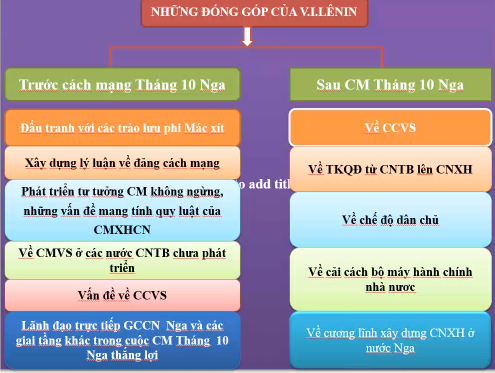 NHỮNG ĐÓNG GÓP CỦA V.I.LÊNIN
Trước cách mạng Tháng 10 Nga
Đấu tranh với các trào lưu phi Mác xít
Xây dựng lý luận về đảng cách mạng
Phát triển tư tưởng CM không ngừng,
những vấn đề mang tính quy luật của
CMXHCN
Về CMVS ở các nước CNTB chưa phát
triển
Vấn đề về CCVS
Lãnh đạo trực tiếp GCCN Nga và các
giai tầng khác trong cuộc CM Tháng 10
Nga thắng lợi
Sau CM Tháng 10 Nga
Về CCVS
Về TKQĐ từ CNTB lên CNXH
Về chế độ dân chủ
Về cải cách bộ máy hành chính
nhà nước
Về cương lĩnh xây dựng CNXH ở
nước Nga
o add titl